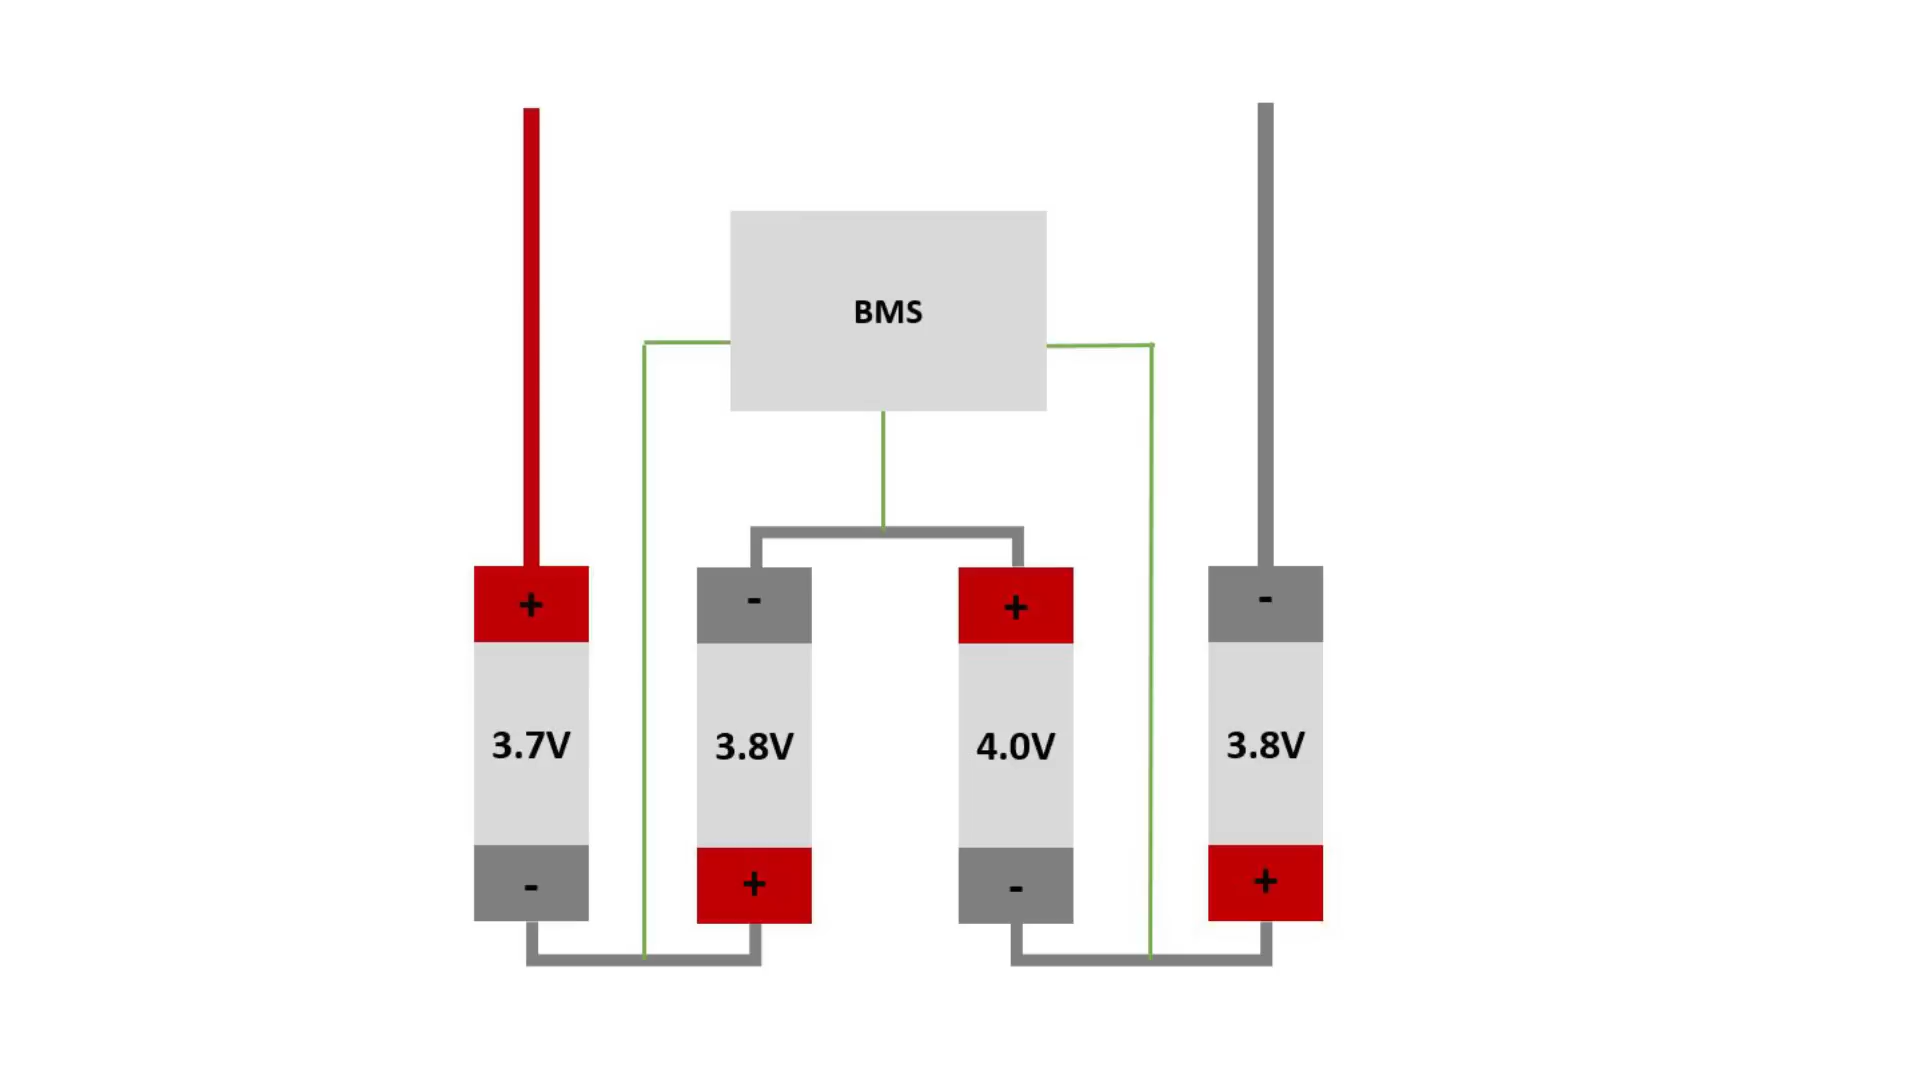 BMS
+
-
+
-
3.7V
3.8V
4.0V
3.8V
-
+
-
+